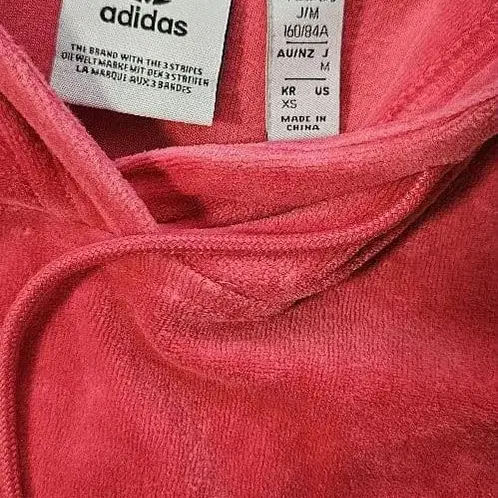 adidas
THE BRAND WITH THE 3 STRIPES
DIE WELTMARKE MIT DEN 3 STREIFEN
LA MARQUE AUX 3 BANDES
J/M
160/84A
AU/NZ J
M
KR US
XS
MADE IN
CHINA